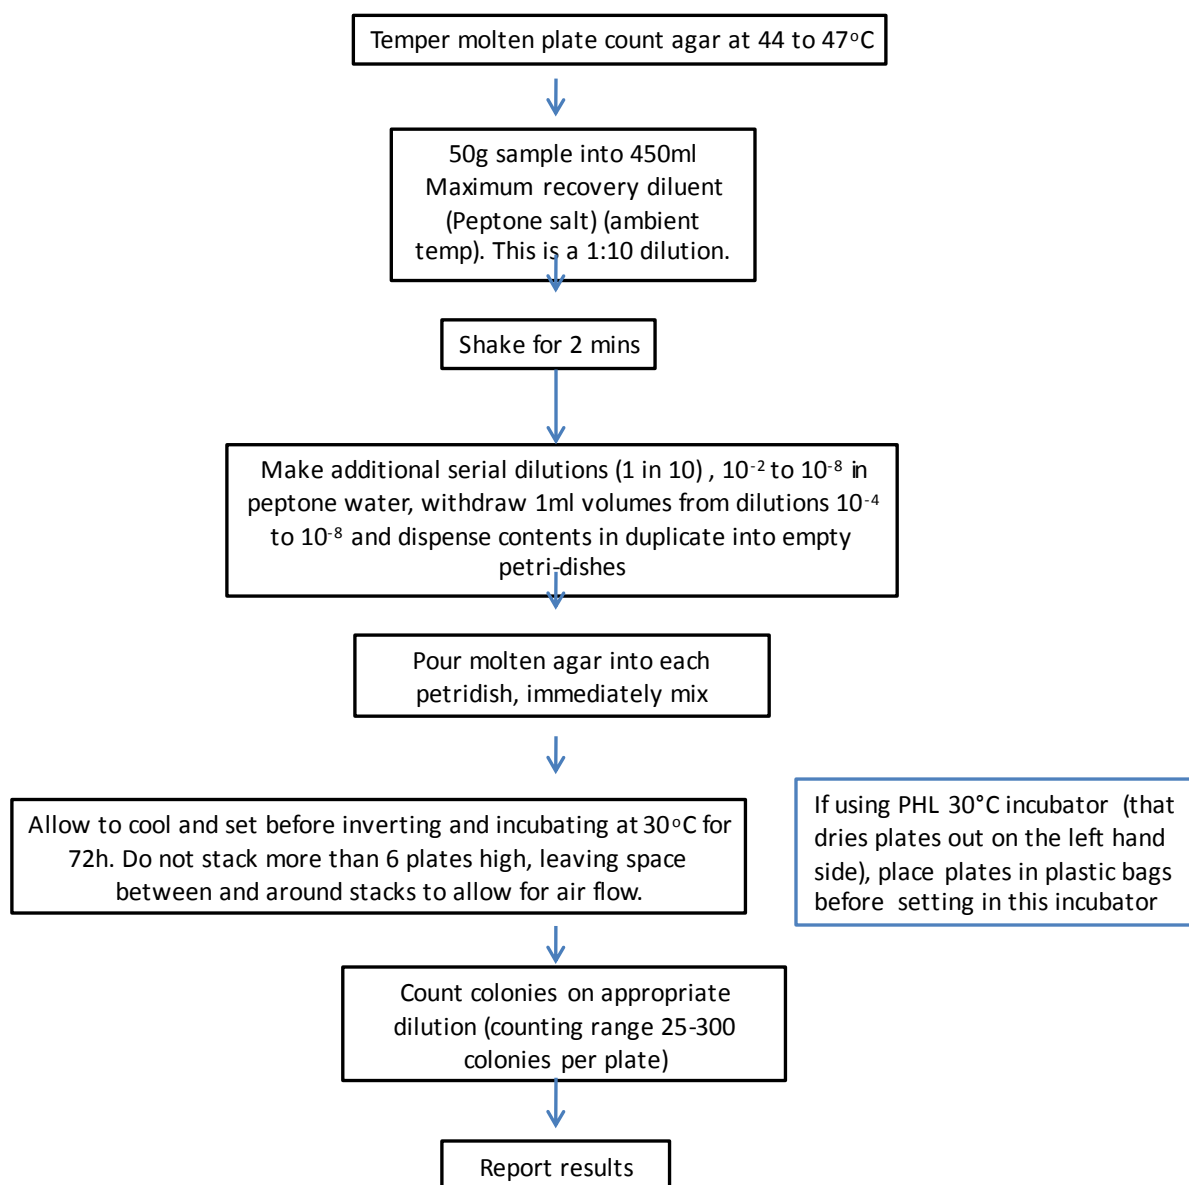 Temper molten plate count agar at 44 to 47°C
50g sample into 450ml
Maximum recovery diluent
(Peptone salt) (ambient
temp). This is a 1:10 dilution.
Shake for 2 mins
Make additional serial dilutions (1 in 10) , 10⁻² to 10⁻⁸ in
peptone water, withdraw 1ml volumes from dilutions 10⁻⁴
to 10⁻⁸ and dispense contents in duplicate into empty
petri-dishes
Pour molten agar into each
petridish, immediately mix
Allow to cool and set before inverting and incubating at 30°C for
72h. Do not stack more than 6 plates high, leaving space
between and around stacks to allow for air flow.
If using PHL 30°C incubator (that
dries plates out on the left hand
side), place plates in plastic bags
before setting in this incubator
Count colonies on appropriate
dilution (counting range 25-300
colonies per plate)
Report results